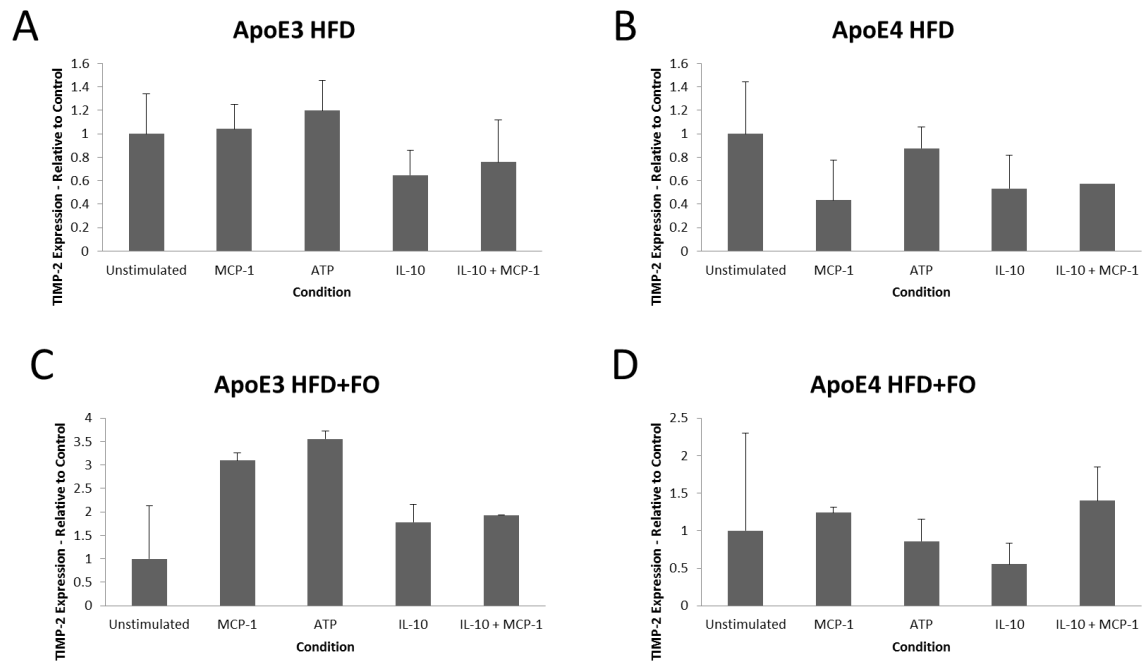 A
ApoE3 HFD
TIMP-2 Expression - Relative to Control
1.6
1.4
1.2
1
0.8
0.6
0.4
0.2
0
Unstimulated MCP-1 ATP IL-10 IL-10 + MCP-1
Condition
B
ApoE4 HFD
TIMP-2 Expression - Relative to Control
1.6
1.4
1.2
1
0.8
0.6
0.4
0.2
0
Unstimulated MCP-1 ATP IL-10 IL-10 + MCP-1
Condition
C
ApoE3 HFD+FO
TIMP-2 Expression - Relative to Control
4
3.5
3
2.5
2
1.5
1
0.5
0
Unstimulated MCP-1 ATP IL-10 IL-10 + MCP-1
Condition
D
ApoE4 HFD+FO
TIMP-2 Expression - Relative to Control
2.5
2
1.5
1
0.5
0
Unstimulated MCP-1 ATP IL-10 IL-10 + MCP-1
Condition